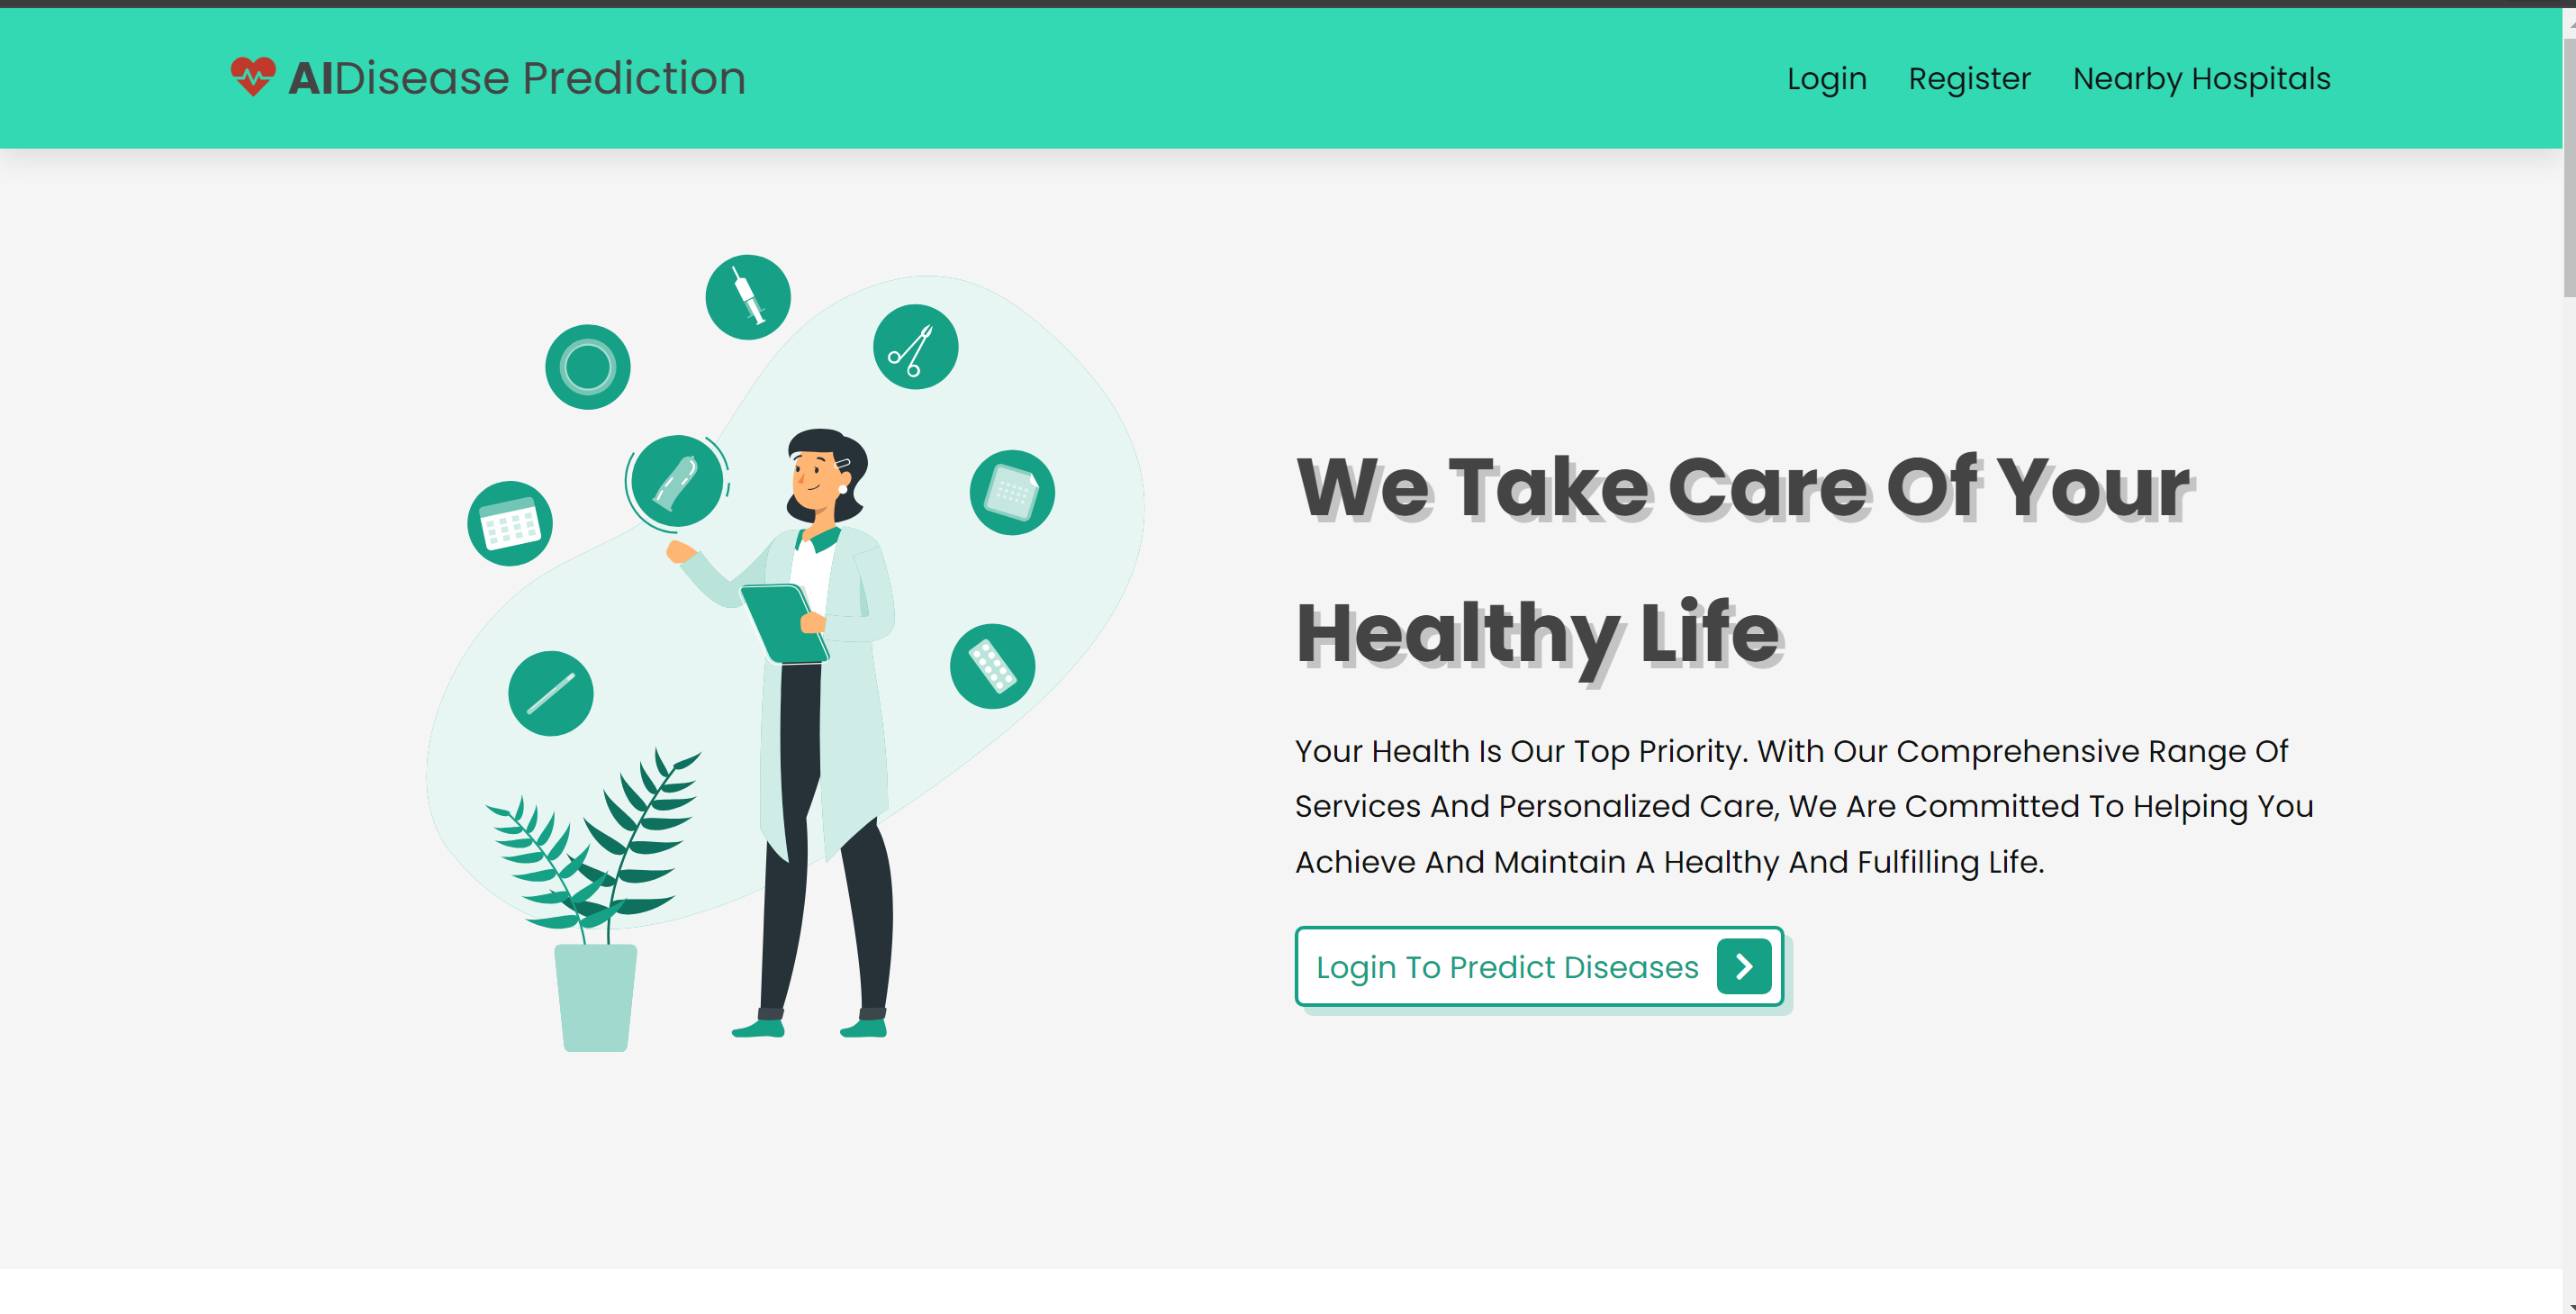 AIDisease Prediction
Login Register Nearby Hospitals
We Take Care Of Your
Healthy Life
Your Health Is Our Top Priority. With Our Comprehensive Range Of
Services And Personalized Care, We Are Committed To Helping You
Achieve And Maintain A Healthy And Fulfilling Life.
Login To Predict Diseases